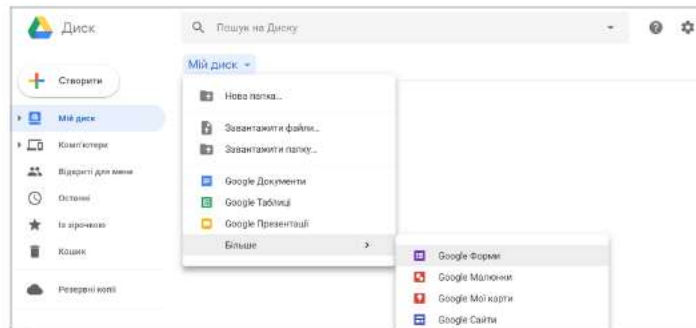 Диск
Пошук на Диску
Створити
Мій диск
Мій диск
Комп'ютери
Відкриті для мене
Останні
Із зірочкою
Кошик
Резервні копії
Нова папка...
Завантажити файли...
Завантажити папку...
Google Документи
Google Таблиці
Google Презентації
Більше
Google Форми
Google Малюнки
Google Мої карти
Google Сайти